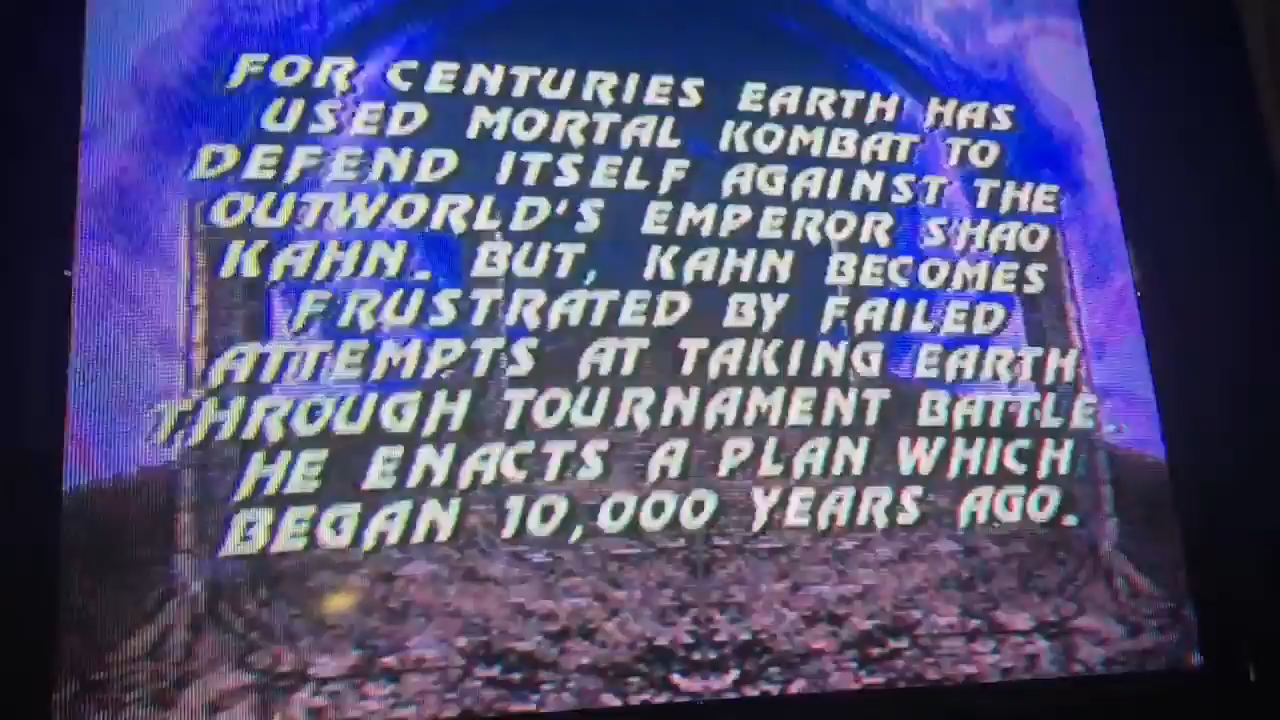 FOR CENTURIES EARTH HAS
USED MORTAL KOMBAT TO
DEFEND ITSELF AGAINST THE
OUTWORLD'S EMPEROR SHAO
KAHN. BUT, KAHN BECOMES
FRUSTRATED BY FAILED
ATTEMPTS AT TAKING EARTH
THROUGH TOURNAMENT BATTLE.
HE ENACTS A PLAN WHICH
BEGAN 10,000 YEARS AGO.